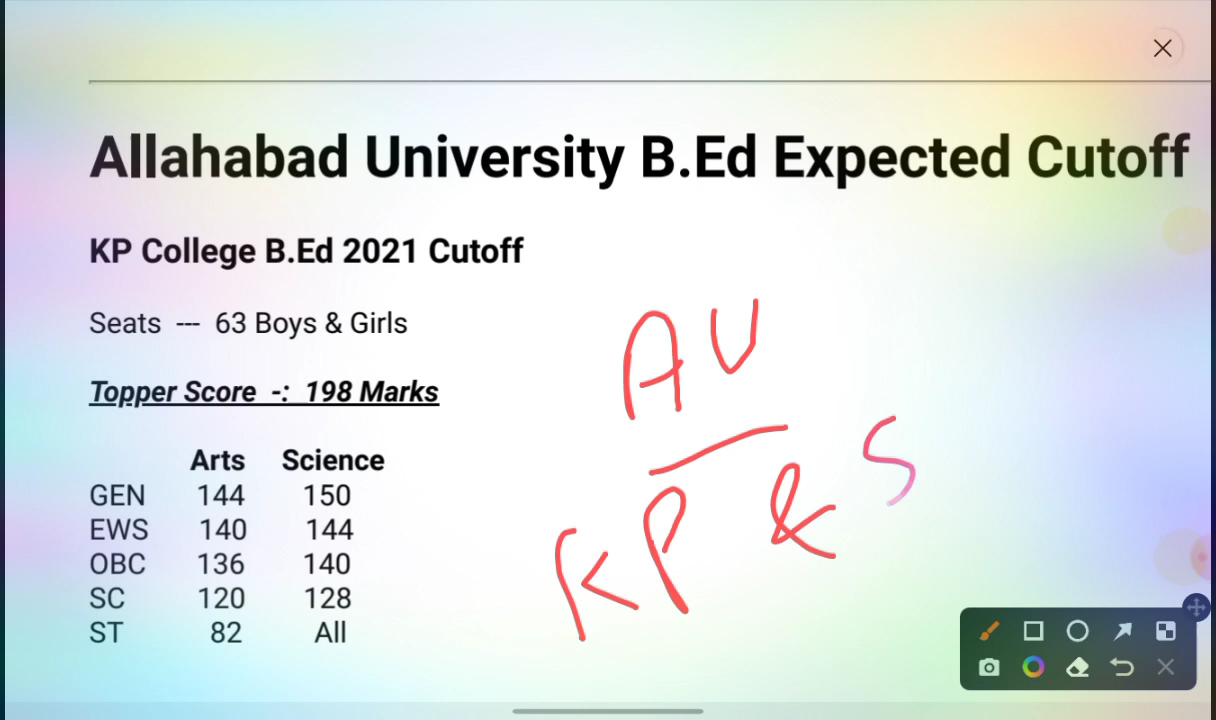 Allahabad University B.Ed Expected Cutoff
KP College B.Ed 2021 Cutoff
Seats --- 63 Boys & Girls
Topper Score -: 198 Marks
Arts Science
GEN 144 150
EWS 140 144
OBC 136 140
SC 120 128
ST 82 All
AU
KP & S